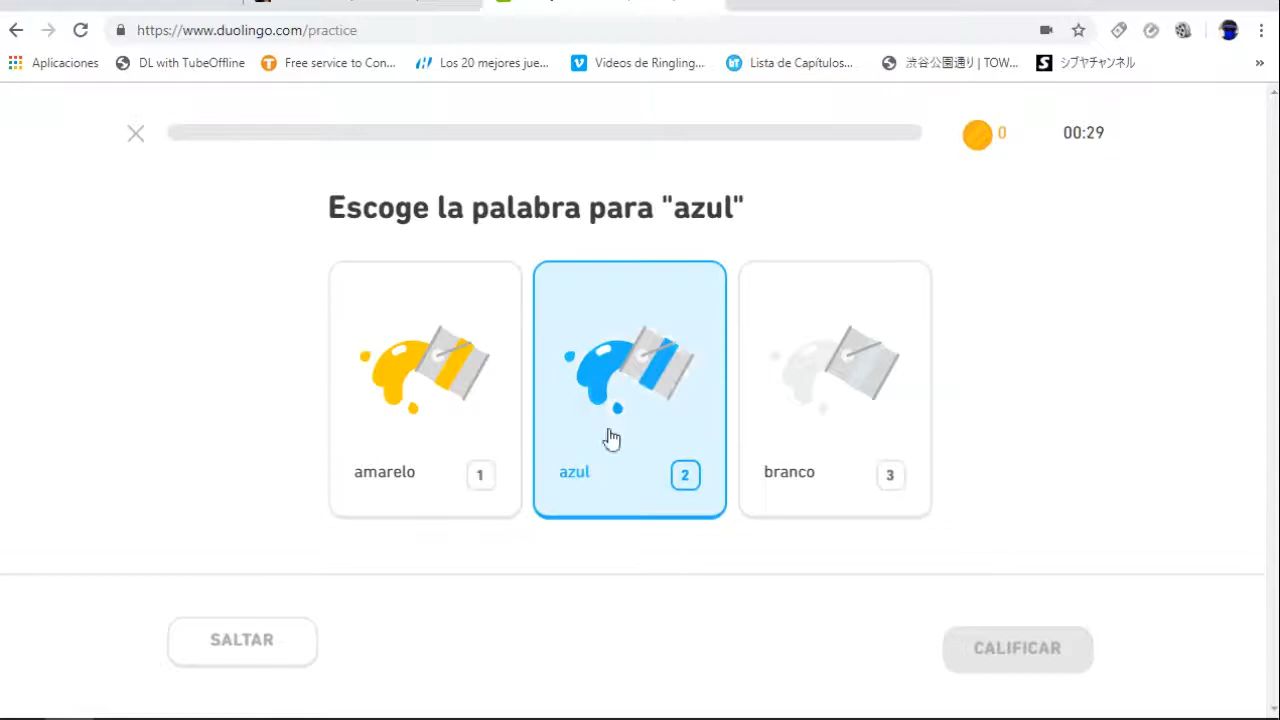 https://www.duolingo.com/practice
Aplicaciones DL with TubeOffline Free service to Con... Los 20 mejores jue... Videos de Ringling... Lista de Capítulos... 渋谷公園通り | TOW... シブヤチャンネル »
0 00:29
Escoge la palabra para "azul"
amarelo 1 azul 2 branco 3
SALTAR CALIFICAR